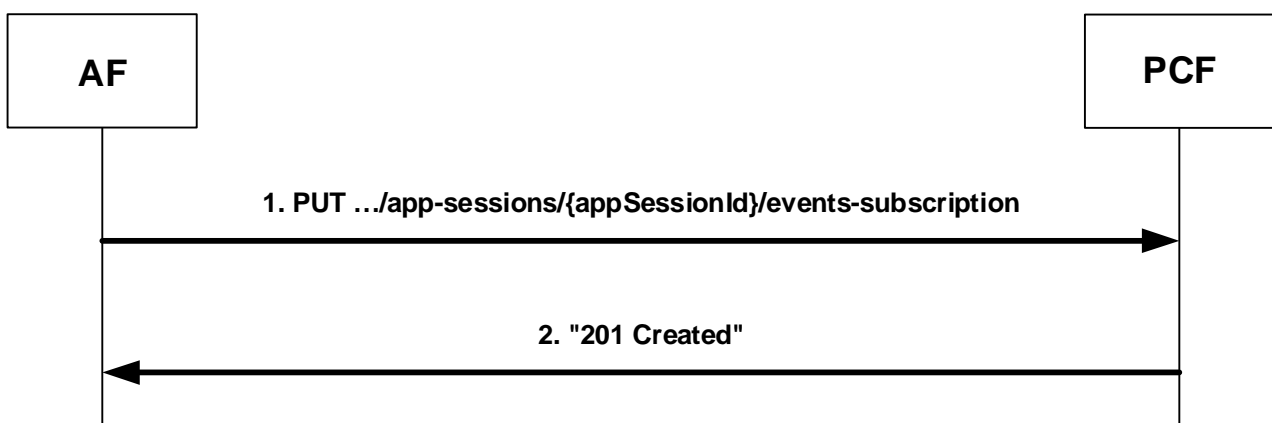 AF
PCF
1. PUT …/app-sessions/{appSessionId}/events-subscription
2. "201 Created"